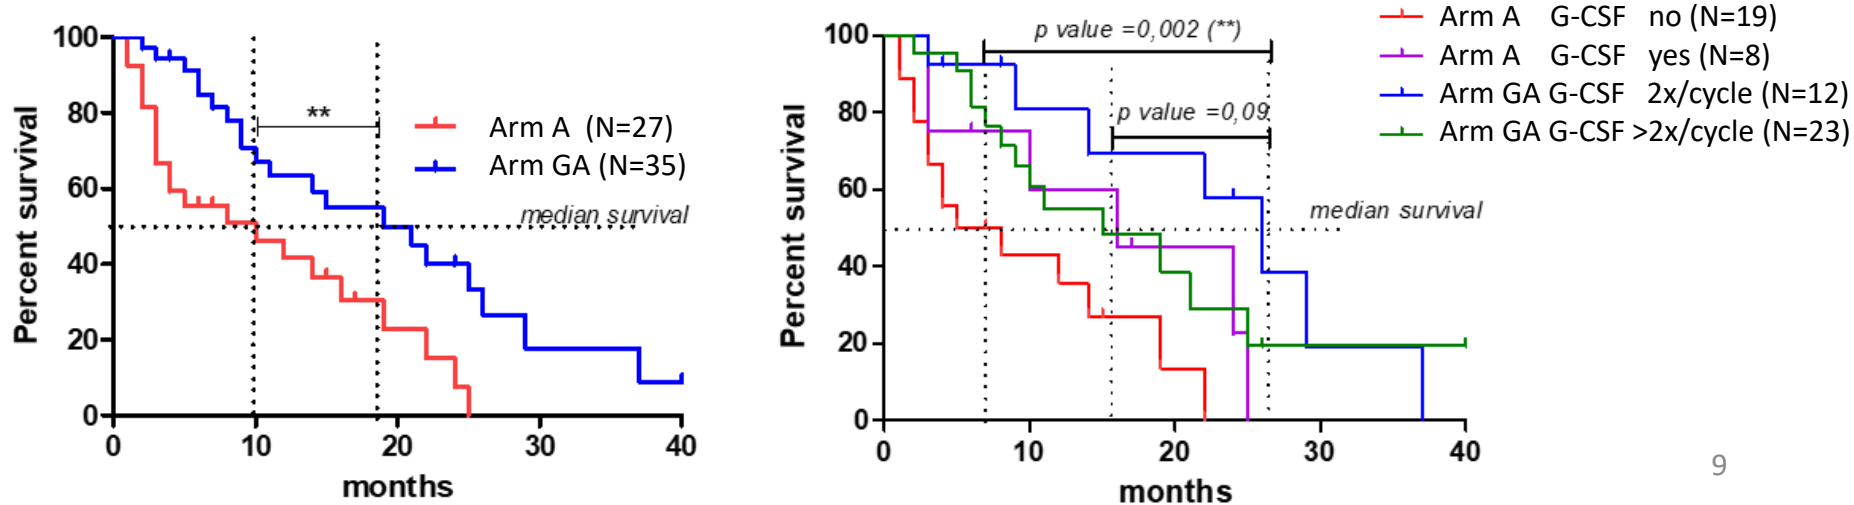 100
80
60
40
20
0
Percent survival
**
Arm A (N=27)
Arm GA (N=35)
median survival
0 10 20 30 40
months
100
80
60
40
20
0
Percent survival
p value =0,002 (**)
p value =0,09
median survival
0 10 20 30 40
months
Arm A G-CSF no (N=19)
Arm A G-CSF yes (N=8)
Arm GA G-CSF 2x/cycle (N=12)
Arm GA G-CSF >2x/cycle (N=23)
9